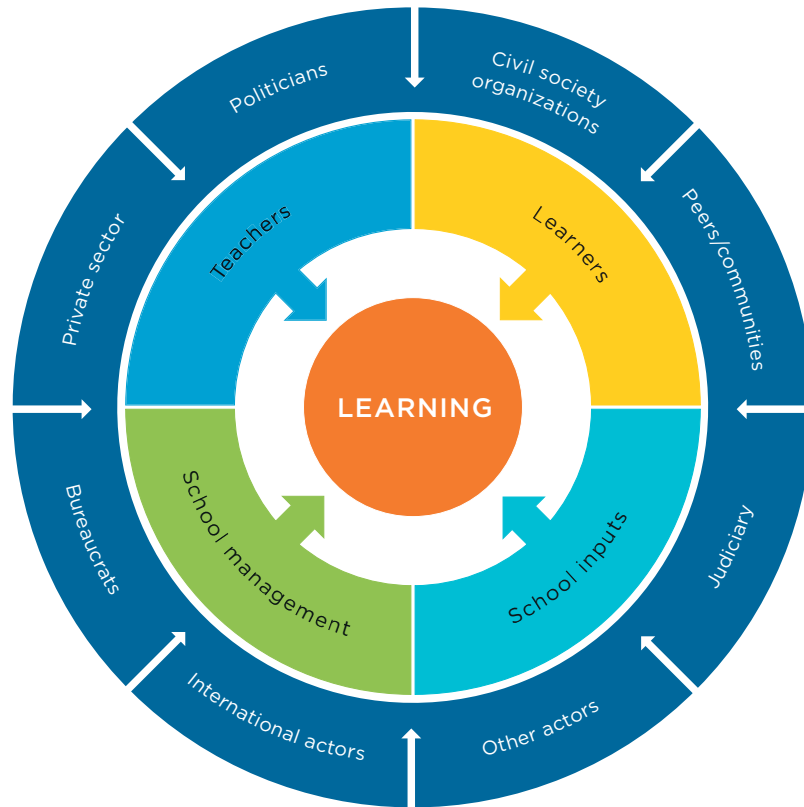 Politicians
Civil society
organizations
Private sector
Teachers
Learners
Peers/communities
LEARNING
Bureaucrats
School management
School inputs
Judiciary
International actors
Other actors